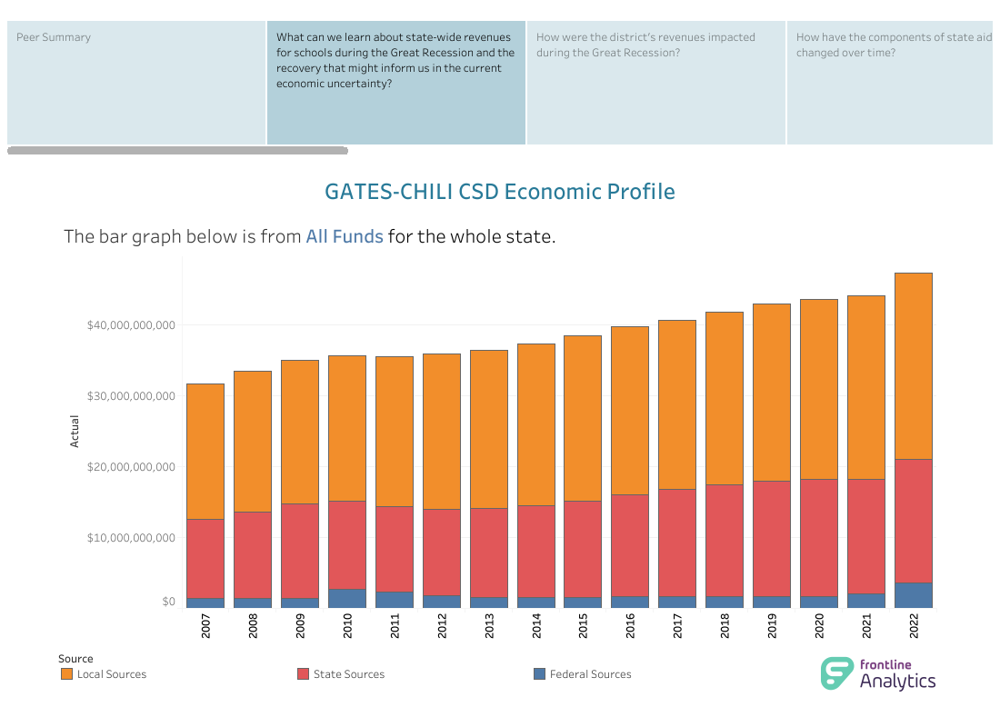 Peer Summary
What can we learn about state-wide revenues
for schools during the Great Recession and the
recovery that might inform us in the current
economic uncertainty?
How were the district's revenues impacted
during the Great Recession?
How have the components of state aid
changed over time?
GATES-CHILI CSD Economic Profile
The bar graph below is from All Funds for the whole state.
Actual
$40,000,000,000
$30,000,000,000
$20,000,000,000
$10,000,000,000
$0
2007
2008
2009
2010
2011
2012
2013
2014
2015
2016
2017
2018
2019
2020
2021
2022
Source
Local Sources
State Sources
Federal Sources
frontline
Analytics